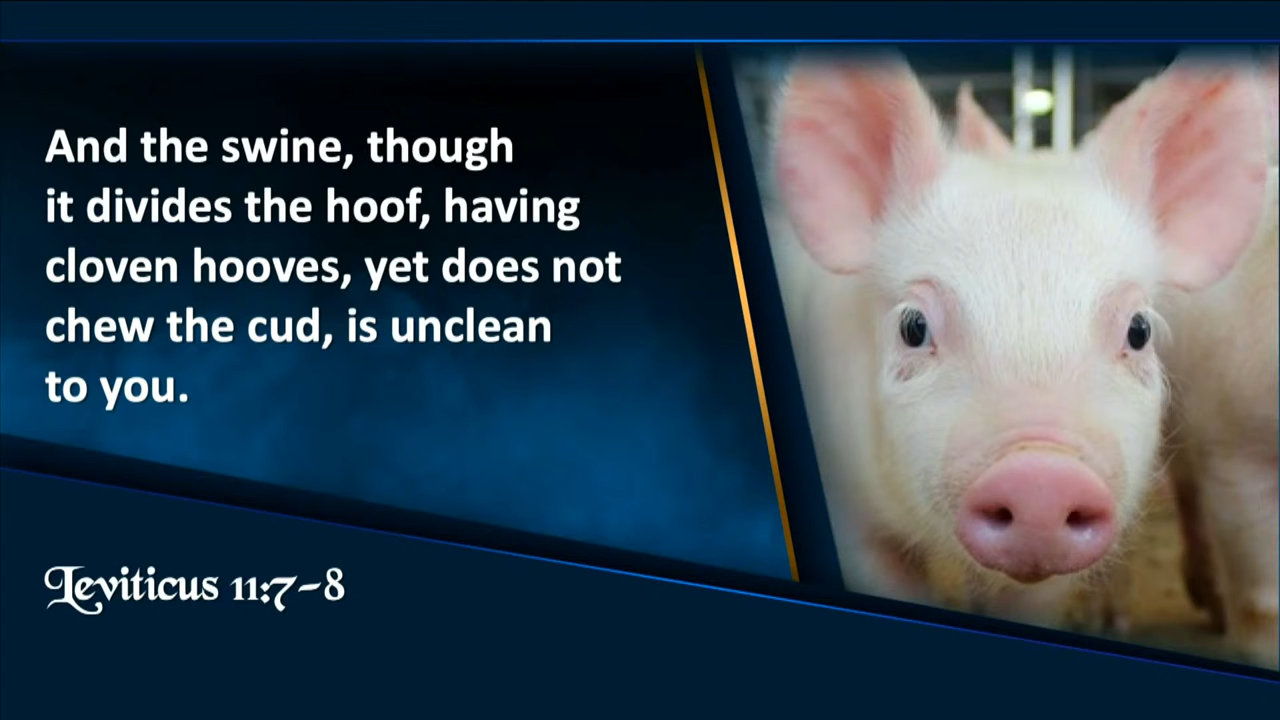 And the swine, though
it divides the hoof, having
cloven hooves, yet does not
chew the cud, is unclean
to you.
Leviticus 11:7-8